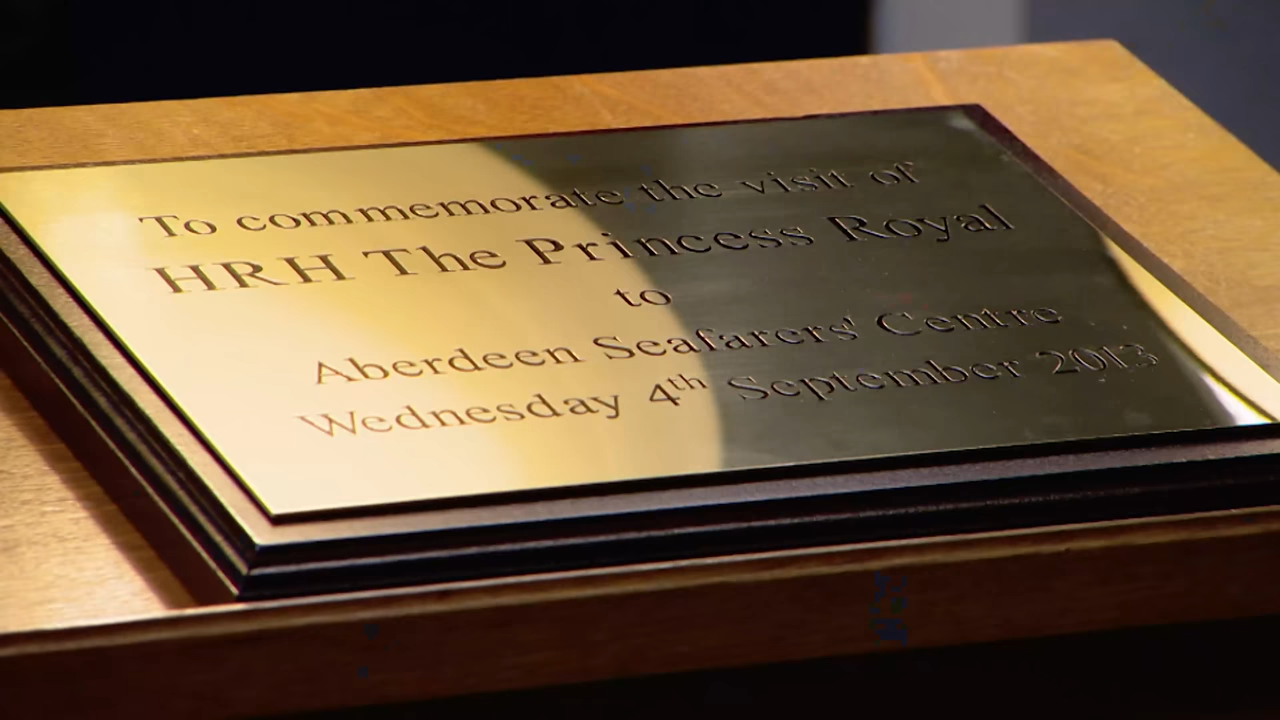 To commemorate the visit of
HRH The Princess Royal
to
Aberdeen Seafarers' Centre
Wednesday 4th September 2013